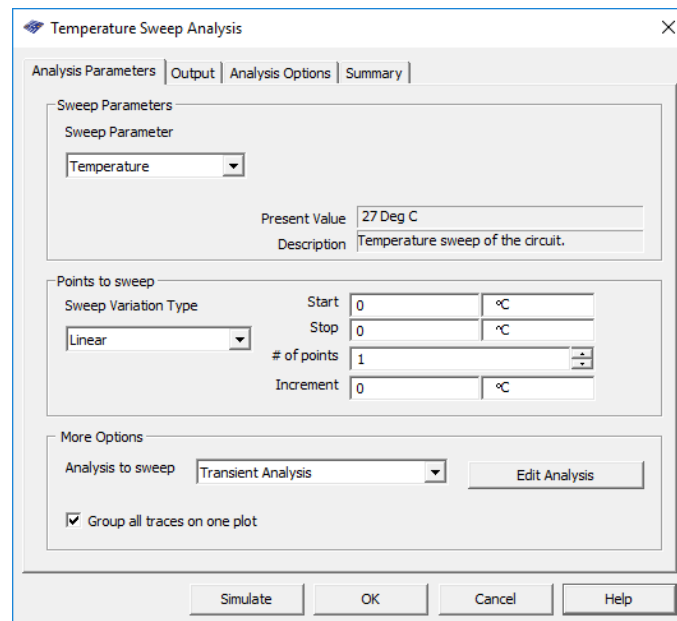 Temperature Sweep Analysis
Analysis Parameters Output Analysis Options Summary
Sweep Parameters
Sweep Parameter
Temperature
Present Value 27 Deg C
Description Temperature sweep of the circuit.
Points to sweep
Sweep Variation Type
Linear
Start 0 °C
Stop 0 °C
# of points 1
Increment 0 °C
More Options
Analysis to sweep Transient Analysis Edit Analysis
Group all traces on one plot
Simulate OK Cancel Help